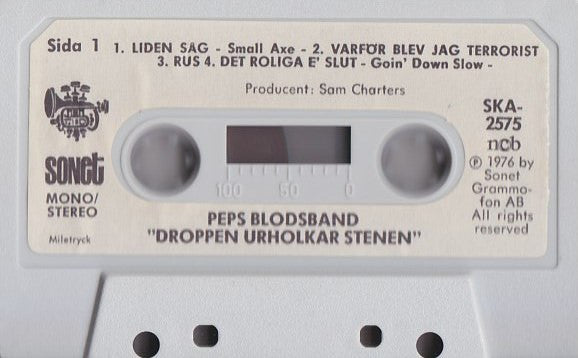 Sida 1 1. LIDEN SÅG - Small Axe - 2. VARFÖR BLEV JAG TERRORIST
3. RUS 4. DET ROLIGA E' SLUT - Goin' Down Slow -
Producent: Sam Charters
sonet
MONO/
STEREO
Miletryck
SKA-
2575
ncb
℗ 1976 by
Sonet
Grammo-
fon AB
All rights
reserved
100 50 0
PEPS BLODSBAND
"DROPPEN URHOLKAR STENEN"